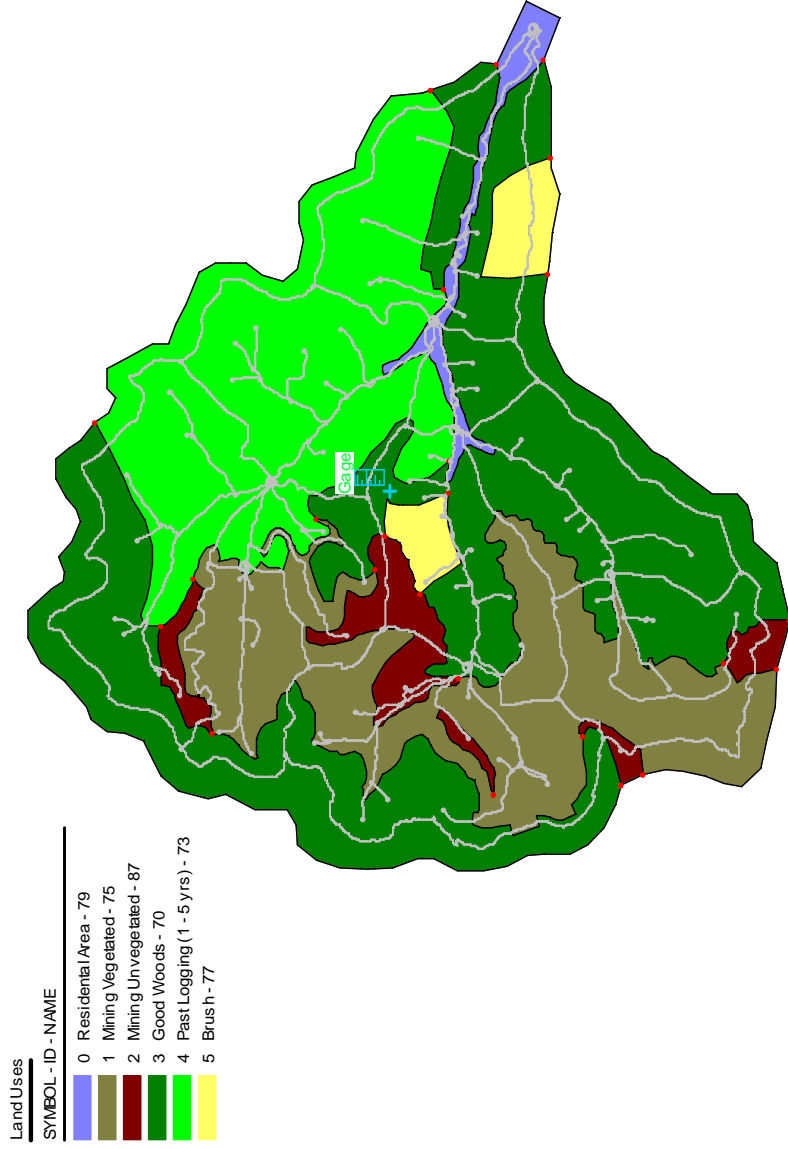 Land Uses
SYMBOL - ID - NAME
0 Residental Area - 79
1 Mining Vegetated - 75
2 Mining Unvegetated - 87
3 Good Woods - 70
4 Past Logging (1 - 5 yrs) - 73
5 Brush - 77
Gage